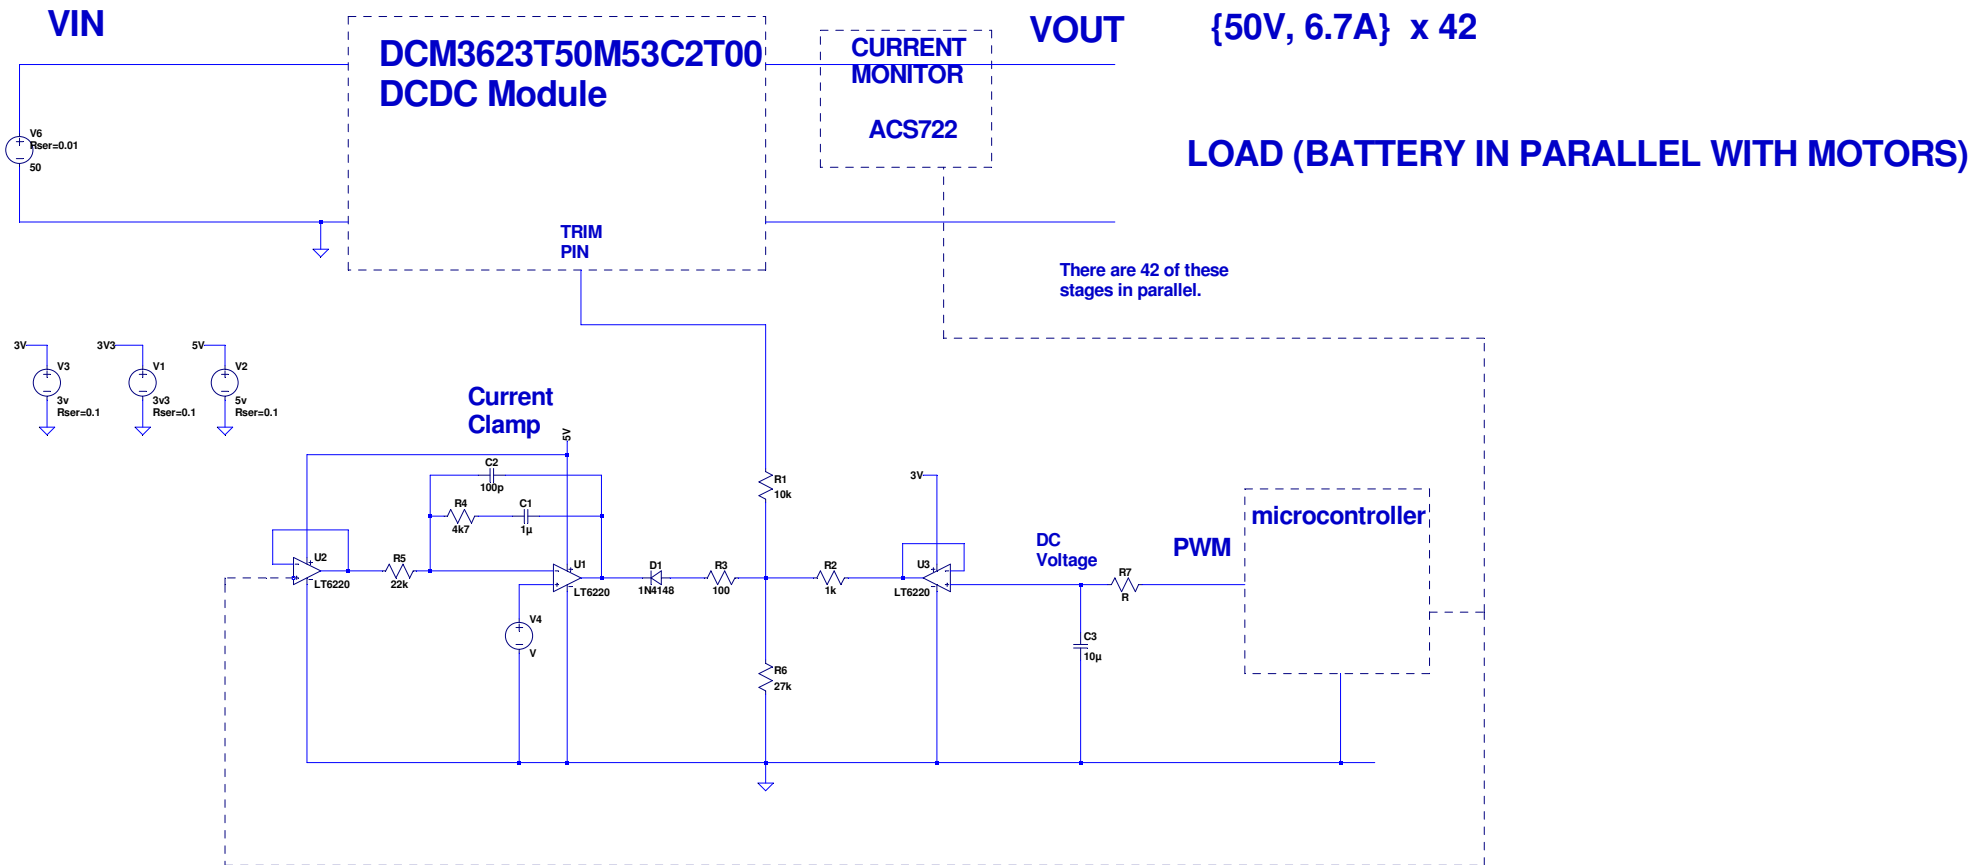 VIN
DCM3623T50M53C2T00
DCDC Module
CURRENT
MONITOR
ACS722
VOUT
{50V, 6.7A} x 42
LOAD (BATTERY IN PARALLEL WITH MOTORS)
V6
Rser=0.01
50
TRIM
PIN
There are 42 of these
stages in parallel.
3V
V3
3v
Rser=0.1
3V3
V1
3v3
Rser=0.1
5V
V2
5v
Rser=0.1
Current
Clamp
5V
C2
100p
R4
4k7
C1
1µ
U2
LT6220
R5
22k
U1
LT6220
D1
1N4148
R3
100
V4
V
R1
10k
R2
1k
R6
27k
3V
U3
LT6220
DC
Voltage
C3
10µ
R7
R
PWM
microcontroller